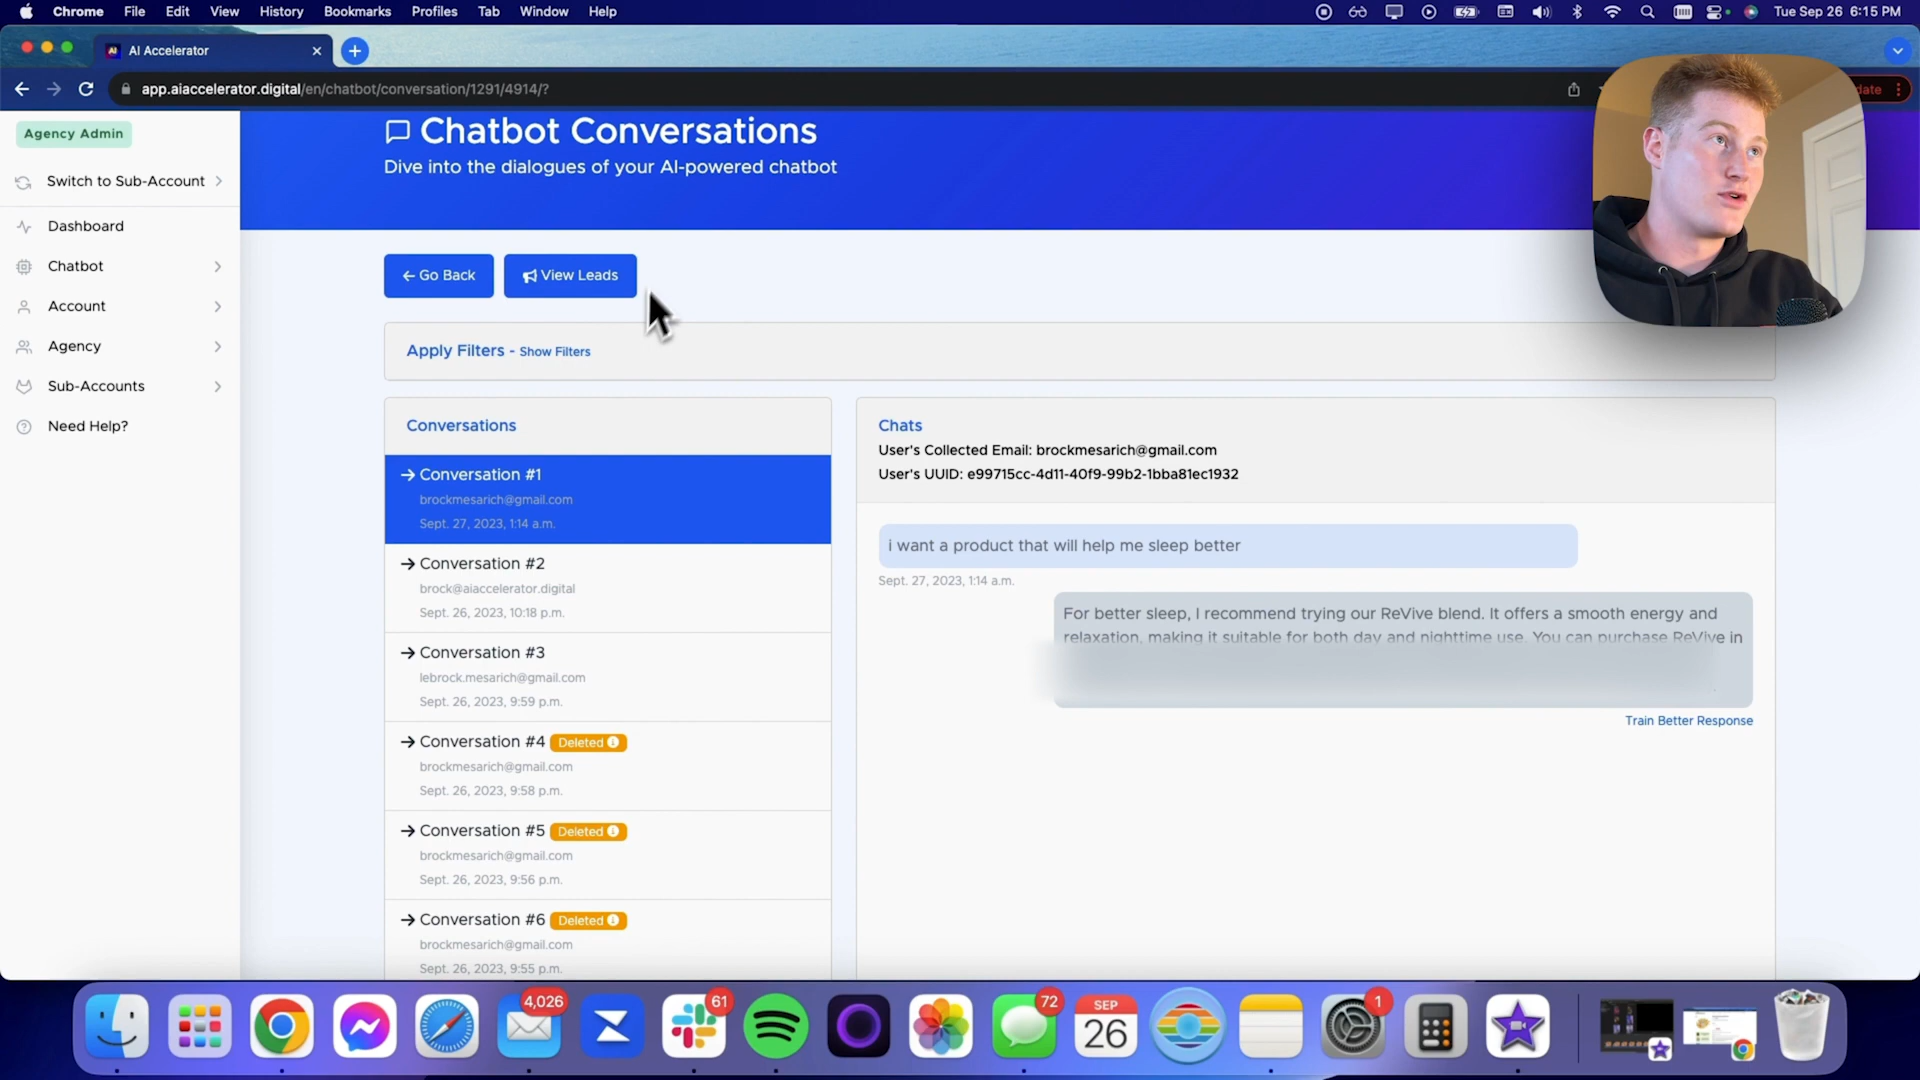 Chrome File Edit View History Bookmarks Profiles Tab Window Help Tue Sep 26 6:15 PM
AI Accelerator
app.aiaccelerator.digital/en/chatbot/conversation/1291/4914/?
Agency Admin
Switch to Sub-Account
Dashboard
Chatbot
Account
Agency
Sub-Accounts
Need Help?
Chatbot Conversations
Dive into the dialogues of your AI-powered chatbot
Go Back View Leads
Apply Filters - Show Filters
Conversations
Conversation #1
brockmesarich@gmail.com
Sept. 27, 2023, 1:14 a.m.
Conversation #2
brock@aiaccelerator.digital
Sept. 26, 2023, 10:18 p.m.
Conversation #3
lebrock.mesarich@gmail.com
Sept. 26, 2023, 9:59 p.m.
Conversation #4 Deleted
brockmesarich@gmail.com
Sept. 26, 2023, 9:58 p.m.
Conversation #5 Deleted
brockmesarich@gmail.com
Sept. 26, 2023, 9:56 p.m.
Conversation #6 Deleted
brockmesarich@gmail.com
Sept. 26, 2023, 9:55 p.m.
Chats
User's Collected Email: brockmesarich@gmail.com
User's UUID: e99715cc-4d11-40f9-99b2-1bba81ec1932
i want a product that will help me sleep better
Sept. 27, 2023, 1:14 a.m.
For better sleep, I recommend trying our ReVive blend. It offers a smooth energy and
relaxation, making it suitable for both day and nighttime use. You can purchase ReVive in
Train Better Response
4,026
61
72
SEP
26
1